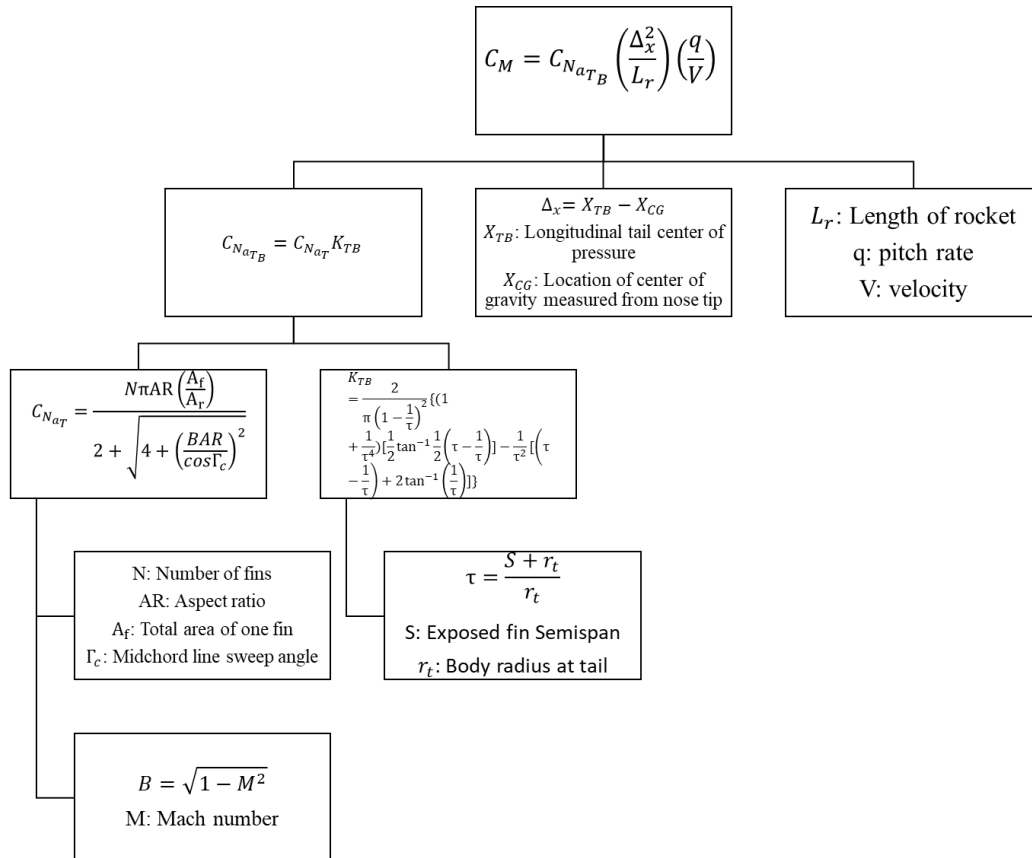 C_M = C_{N_{a_{T_B}}} (Δ_x^2 / L_r) (q / V)
C_{N_{a_{T_B}}} = C_{N_{a_T}} K_{TB}
Δ_x = X_{TB} − X_{CG}
X_{TB}: Longitudinal tail center of
pressure
X_{CG}: Location of center of
gravity measured from nose tip
L_r: Length of rocket
q: pitch rate
V: velocity
C_{N_{a_T}} = NπAR (A_f / A_r) / (2 + √(4 + (BAR / cosΓ_c)^2))
K_{TB}
= 2 / (π (1 − 1/τ)^2) {(1
+ 1/τ^4)[1/2 tan^{-1} 1/2 (τ − 1/τ)] − 1/τ^2 [(τ
− 1/τ) + 2 tan^{-1} (1/τ)]}
N: Number of fins
AR: Aspect ratio
A_f: Total area of one fin
Γ_c: Midchord line sweep angle
τ = (S + r_t) / r_t
S: Exposed fin Semispan
r_t: Body radius at tail
B = √(1 − M^2)
M: Mach number